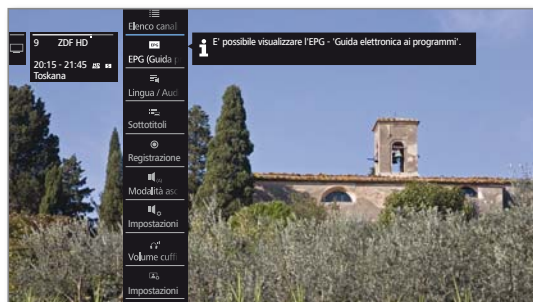 Elenco canal
9 ZDF HD
20:15 - 21:45
Toskana
EPG
EPG (Guida p
E' possibile visualizzare l'EPG - 'Guida elettronica ai programmi'.
Lingua / Aud
Sottotitoli
Registrazione
Modalità asc
Impostazioni
Volume cuffi
Impostazioni